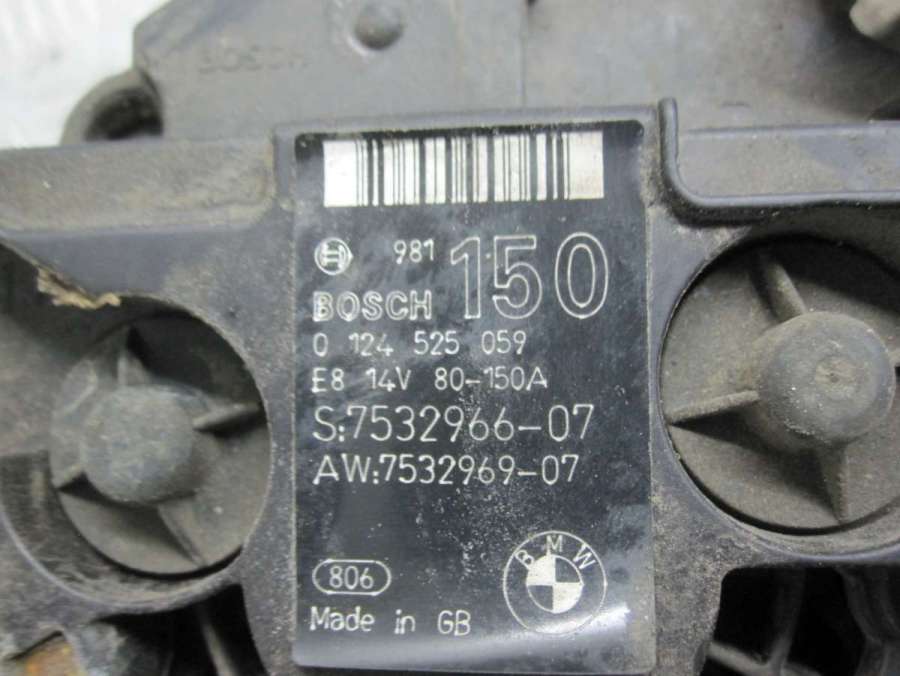 BOSCH
981 150
BOSCH
0 124 525 059
E8 14V 80-150A
S:7532966-07
AW:7532969-07
806
BMW
Made in GB